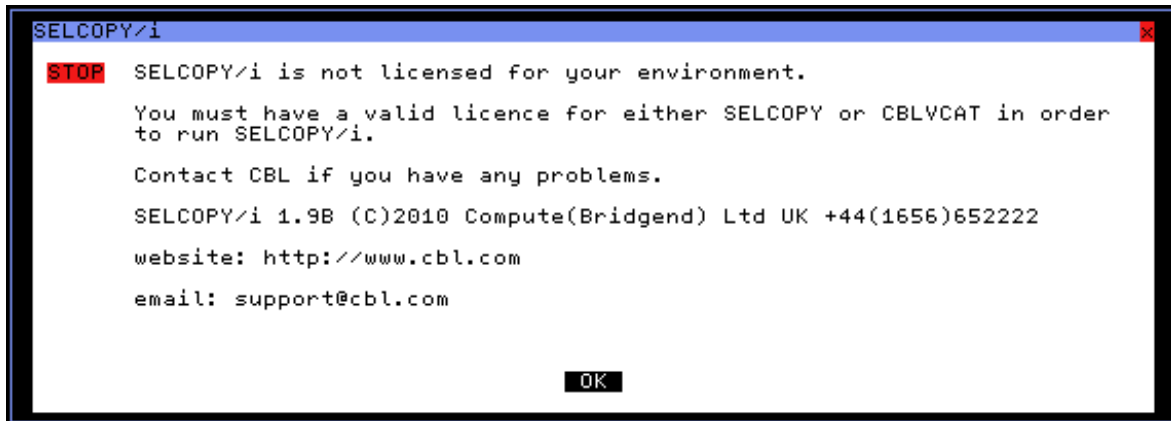 SELCOPY/i
x
STOP SELCOPY/i is not licensed for your environment.
You must have a valid licence for either SELCOPY or CBLVCAT in order
to run SELCOPY/i.
Contact CBL if you have any problems.
SELCOPY/i 1.9B (C)2010 Compute(Bridgend) Ltd UK +44(1656)652222
website: http://www.cbl.com
email: support@cbl.com
OK